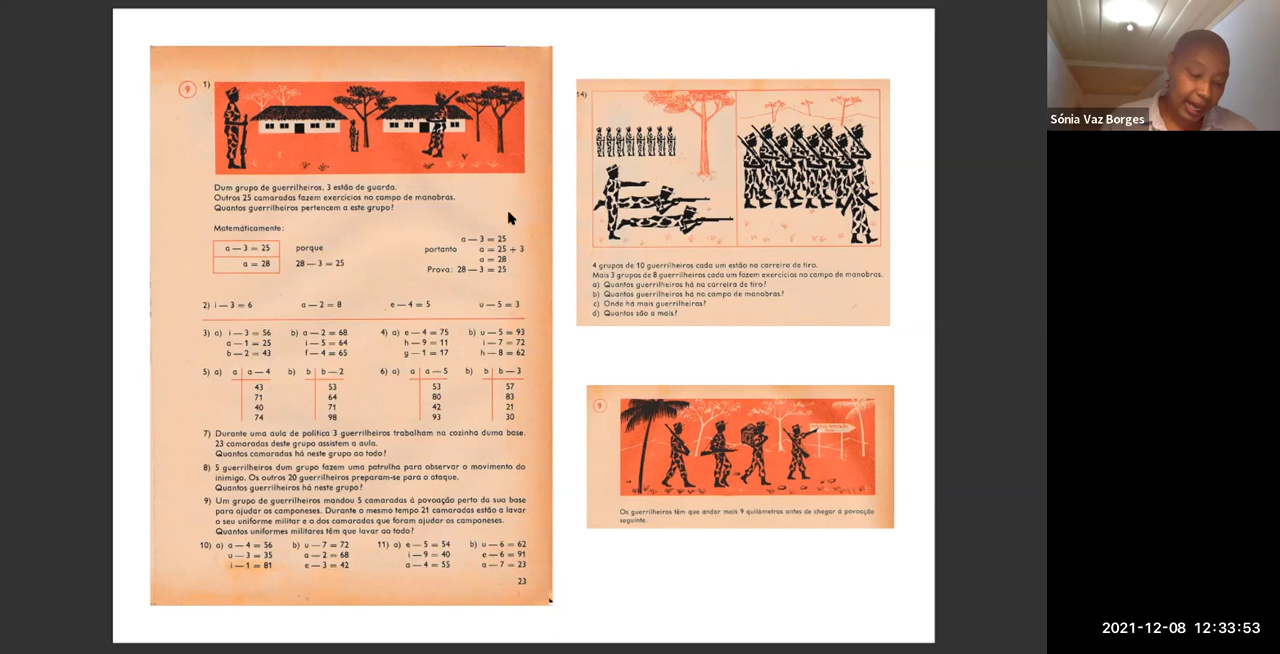 9 1)
Dum grupo de guerrilheiros, 3 estão de guarda.
Outros 25 camaradas fazem exercícios no campo de manobras.
Quantos guerrilheiros pertencem a este grupo?
Matemáticamente:
a — 3 = 25
a = 28
porque
28 — 3 = 25
a — 3 = 25
portanto a = 25 + 3
a = 28
Prova: 28 — 3 = 25
2) i — 3 = 6 a — 2 = 8 e — 4 = 5 u — 5 = 3
3) a) i — 3 = 56 b) a — 2 = 68 4) a) e — 4 = 75 b) u — 5 = 93
a — 1 = 25 i — 5 = 64 h — 9 = 11 i — 7 = 72
b — 2 = 43 f — 4 = 65 g — 1 = 17 h — 8 = 62
5) a) a a — 4 b) b b — 2 6) a) a a — 5 b) b b — 3
43 53 53 57
71 64 80 83
40 71 42 21
74 98 93 30
7) Durante uma aula de política 3 guerrilheiros trabalham na cozinha duma base.
23 camaradas deste grupo assistem a aula.
Quantos camaradas há neste grupo ao todo?
8) 5 guerrilheiros dum grupo fazem uma patrulha para observar o movimento do
inimigo. Os outros 20 guerrilheiros preparam-se para o ataque.
Quantos guerrilheiros há neste grupo?
9) Um grupo de guerrilheiros mandou 5 camaradas á povoação perto da sua base
para ajudar os camponeses. Durante o mesmo tempo 21 camaradas estão a lavar
o seu uniforme militar e o dos camaradas que foram ajudar os camponeses.
Quantos uniformes militares têm que lavar ao todo?
10) a) a — 4 = 56 b) u — 7 = 72 11) a) e — 5 = 54 b) u — 6 = 62
u — 3 = 35 a — 2 = 68 i — 9 = 40 e — 6 = 91
i — 1 = 81 e — 3 = 42 a — 4 = 55 a — 7 = 23
23
14)
4 grupos de 10 guerrilheiros cada um estão na carreira de tiro.
Mais 3 grupos de 8 guerrilheiros cada um fazem exercícios no campo de manobras.
a) Quantos guerrilheiros há na carreira de tiro?
b) Quantos guerrilheiros há no campo de manobras?
c) Onde há mais guerrilheiros?
d) Quantos são a mais?
9
Os guerrilheiros têm que andar mais 9 quilómetros antes de chegar á povoação
seguinte.
Sónia Vaz Borges
2021-12-08 12:33:53